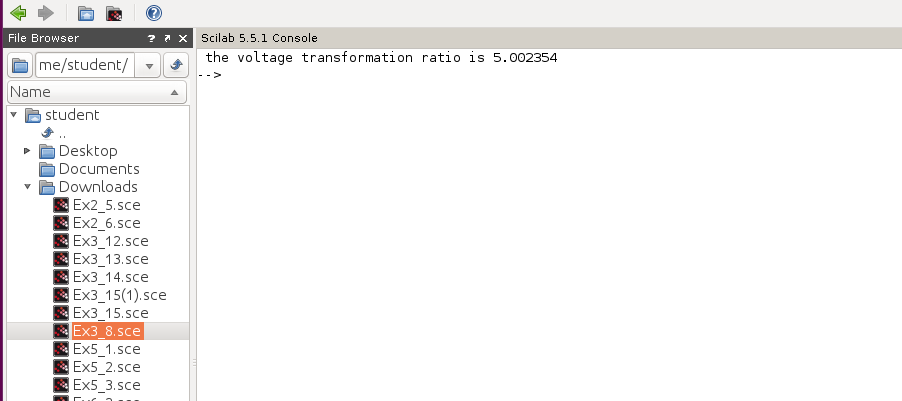 File Browser
Scilab 5.5.1 Console
me/student/
Name
student
..
Desktop
Documents
Downloads
Ex2_5.sce
Ex2_6.sce
Ex3_12.sce
Ex3_13.sce
Ex3_14.sce
Ex3_15(1).sce
Ex3_15.sce
Ex3_8.sce
Ex5_1.sce
Ex5_2.sce
Ex5_3.sce
the voltage transformation ratio is 5.002354
-->